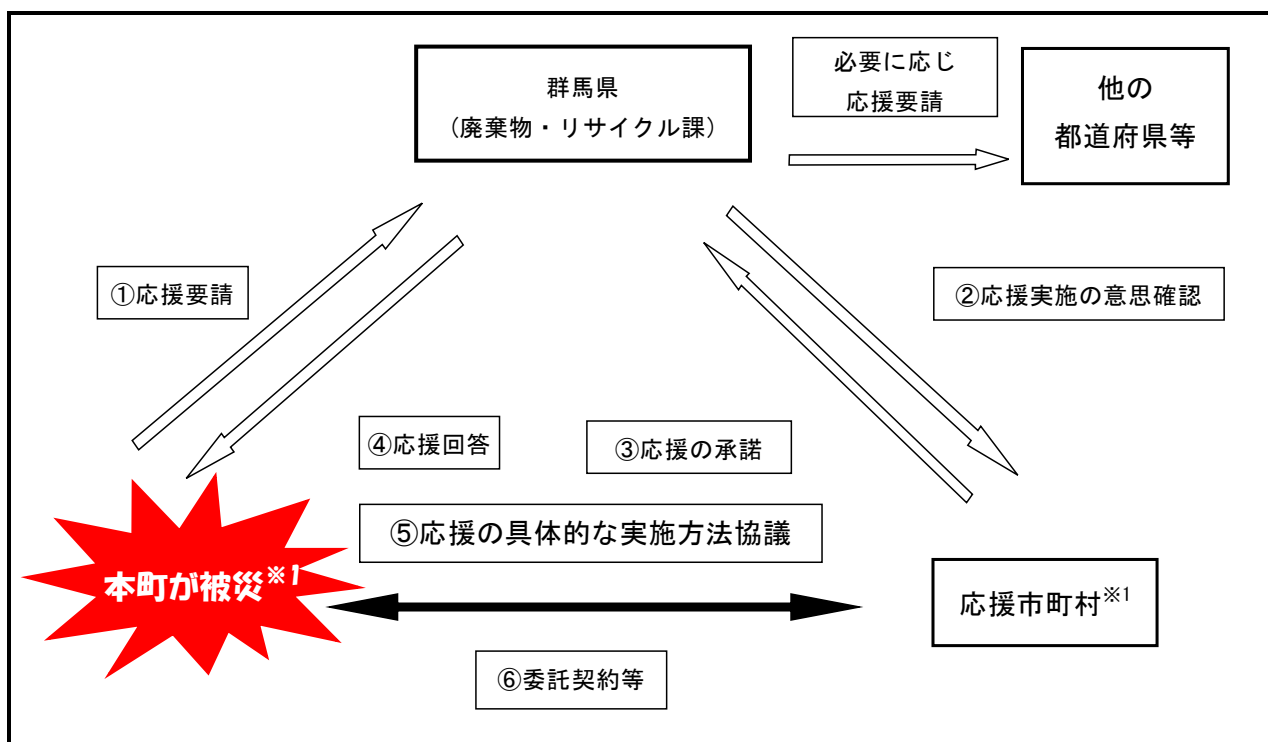 群馬県
（廃棄物・リサイクル課）
必要に応じ
応援要請
他の
都道府県等
①応援要請
②応援実施の意思確認
④応援回答
③応援の承諾
⑤応援の具体的な実施方法協議
本町が被災※1
応援市町村※1
⑥委託契約等